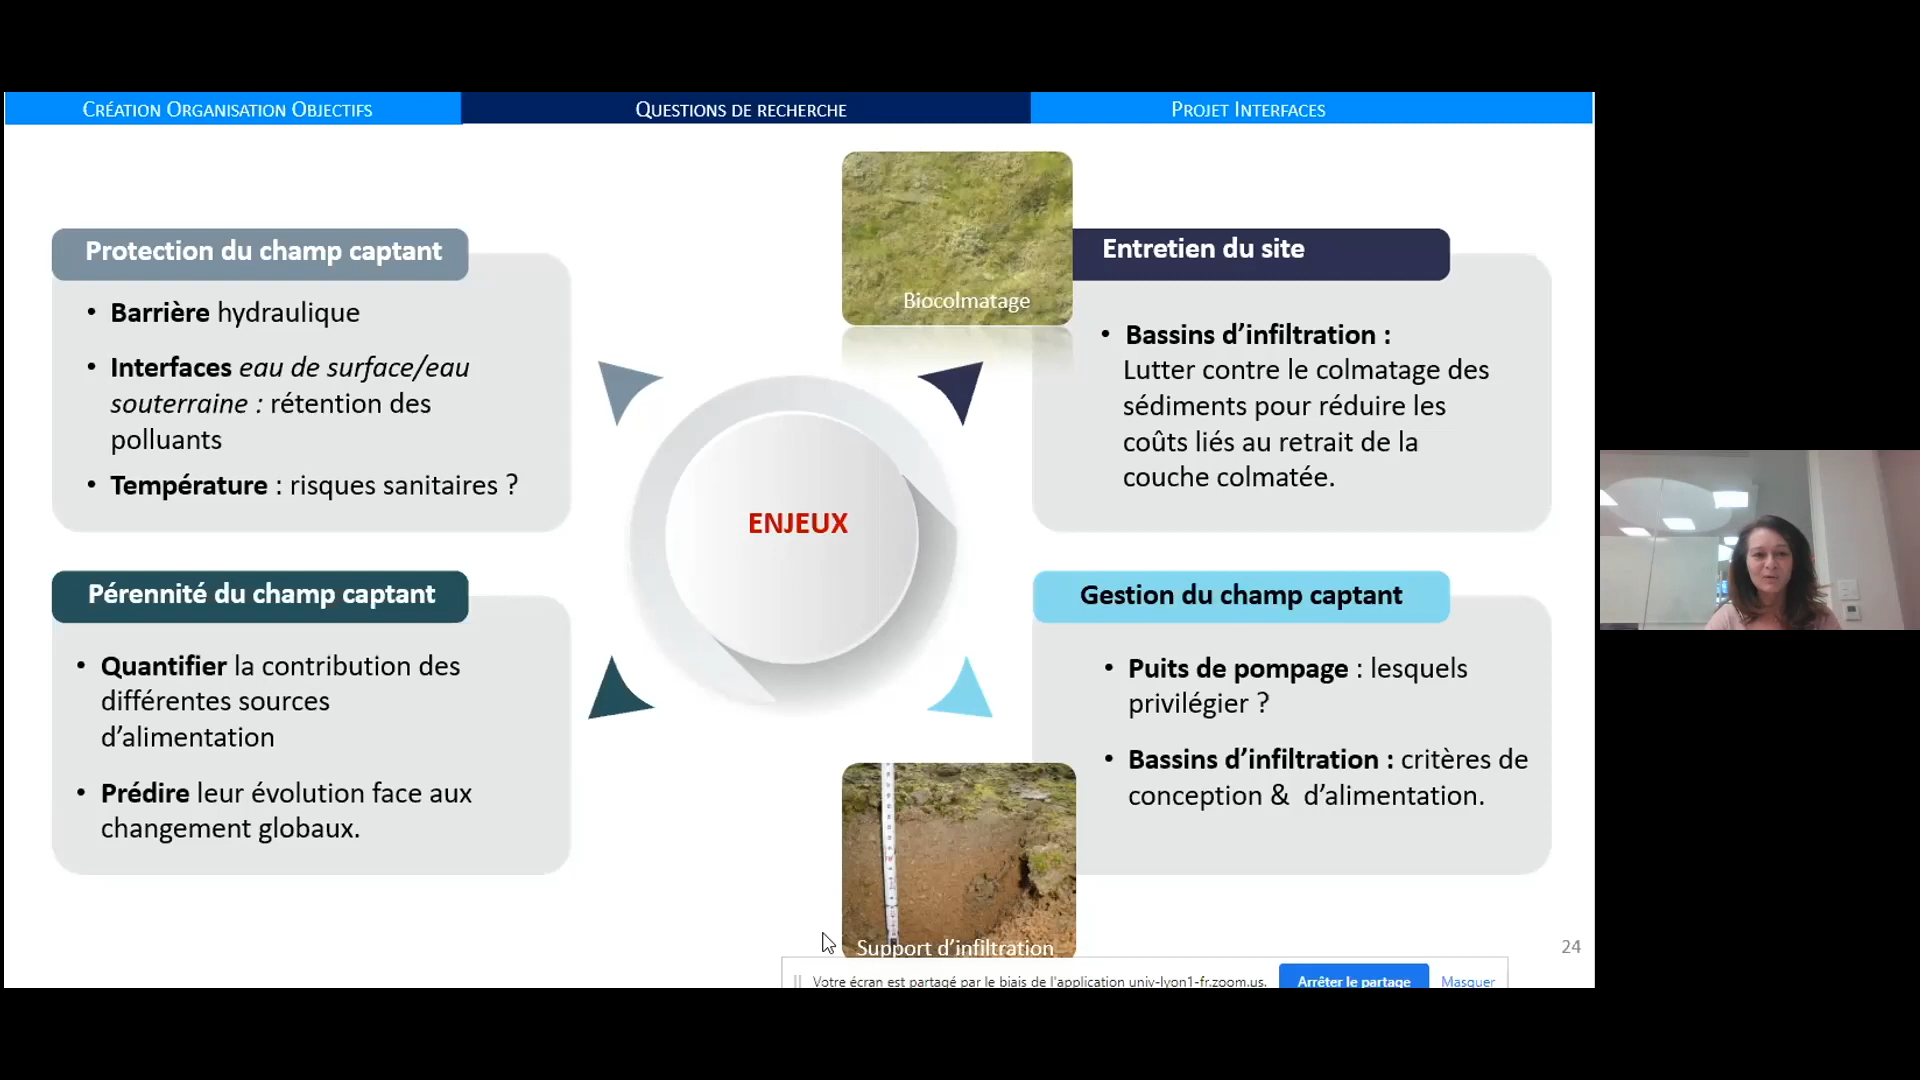 CRÉATION ORGANISATION OBJECTIFS
QUESTIONS DE RECHERCHE
PROJET INTERFACES
Protection du champ captant
• Barrière hydraulique
• Interfaces eau de surface/eau
souterraine : rétention des
polluants
• Température : risques sanitaires ?
Biocolmatage
Entretien du site
• Bassins d’infiltration :
Lutter contre le colmatage des
sédiments pour réduire les
coûts liés au retrait de la
couche colmatée.
ENJEUX
Pérennité du champ captant
• Quantifier la contribution des
différentes sources
d’alimentation
• Prédire leur évolution face aux
changement globaux.
Gestion du champ captant
• Puits de pompage : lesquels
privilégier ?
• Bassins d’infiltration : critères de
conception & d’alimentation.
Support d’infiltration
24
Votre écran est partagé par le biais de l'application univ-lyon1-fr.zoom.us.
Arrêter le partage
Masquer